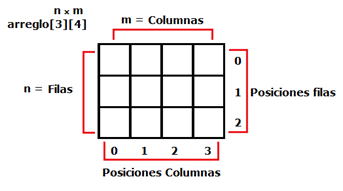 n × m
arreglo[3][4]
m = Columnas
n = Filas
0
1
2
Posiciones filas
0 1 2 3
Posiciones Columnas